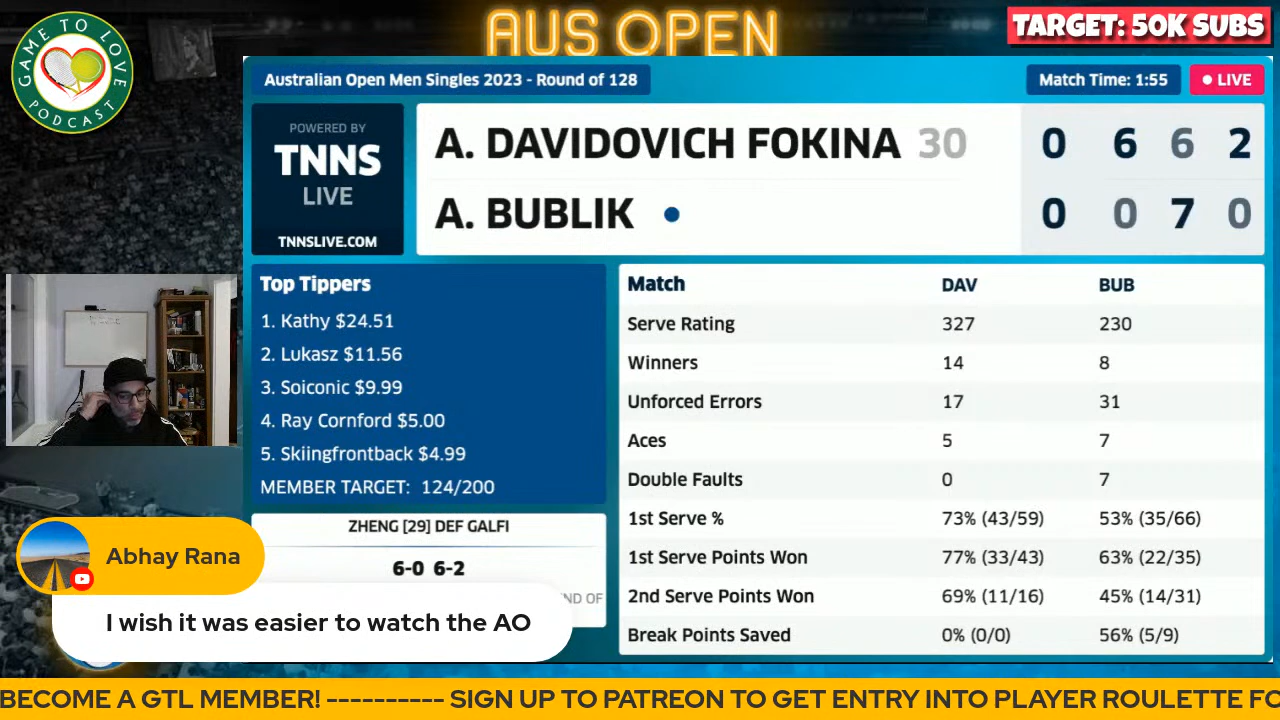 AUS OPEN
TARGET: 50K SUBS
GAME TO LOVE
PODCAST
Australian Open Men Singles 2023 - Round of 128
Match Time: 1:55
LIVE
POWERED BY
TNNS
LIVE
TNNSLIVE.COM
A. DAVIDOVICH FOKINA 30 0 6 6 2
A. BUBLIK 0 0 7 0
Top Tippers
1. Kathy $24.51
2. Lukasz $11.56
3. Soiconic $9.99
4. Ray Cornford $5.00
5. Skiingfrontback $4.99
MEMBER TARGET: 124/200
ZHENG [29] DEF GALFI
6-0 6-2
ND OF
Match DAV BUB
Serve Rating 327 230
Winners 14 8
Unforced Errors 17 31
Aces 5 7
Double Faults 0 7
1st Serve % 73% (43/59) 53% (35/66)
1st Serve Points Won 77% (33/43) 63% (22/35)
2nd Serve Points Won 69% (11/16) 45% (14/31)
Break Points Saved 0% (0/0) 56% (5/9)
Abhay Rana
I wish it was easier to watch the AO
BECOME A GTL MEMBER! ---------- SIGN UP TO PATREON TO GET ENTRY INTO PLAYER ROULETTE FO